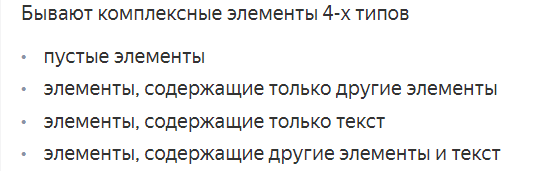 Бывают комплексные элементы 4-х типов
• пустые элементы
• элементы, содержащие только другие элементы
• элементы, содержащие только текст
• элементы, содержащие другие элементы и текст